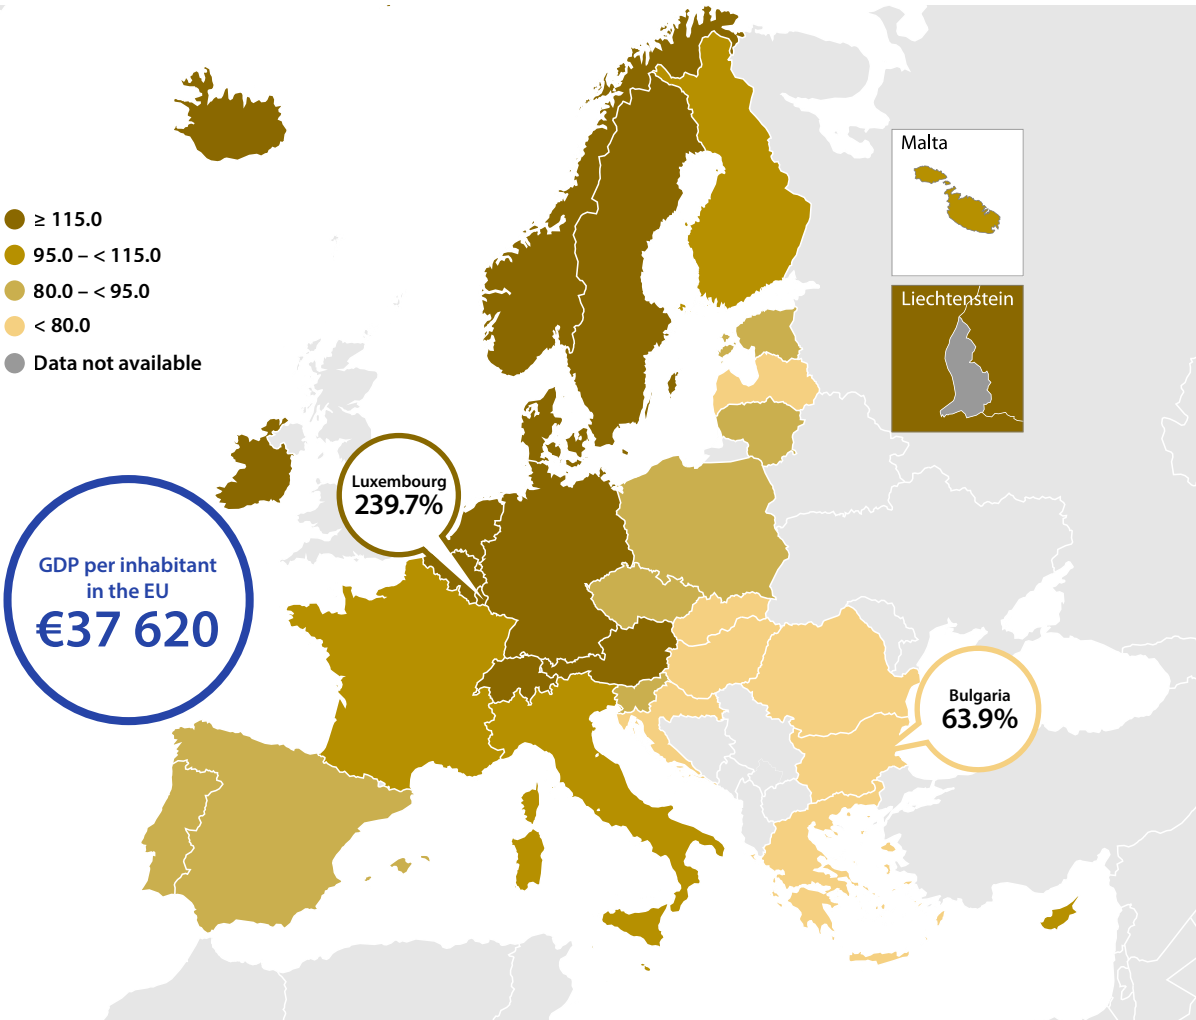 Malta
≥ 115.0
95.0 – < 115.0
80.0 – < 95.0
< 80.0
Data not available
Liechtenstein
Luxembourg
239.7%
GDP per inhabitant
in the EU
€37 620
Bulgaria
63.9%